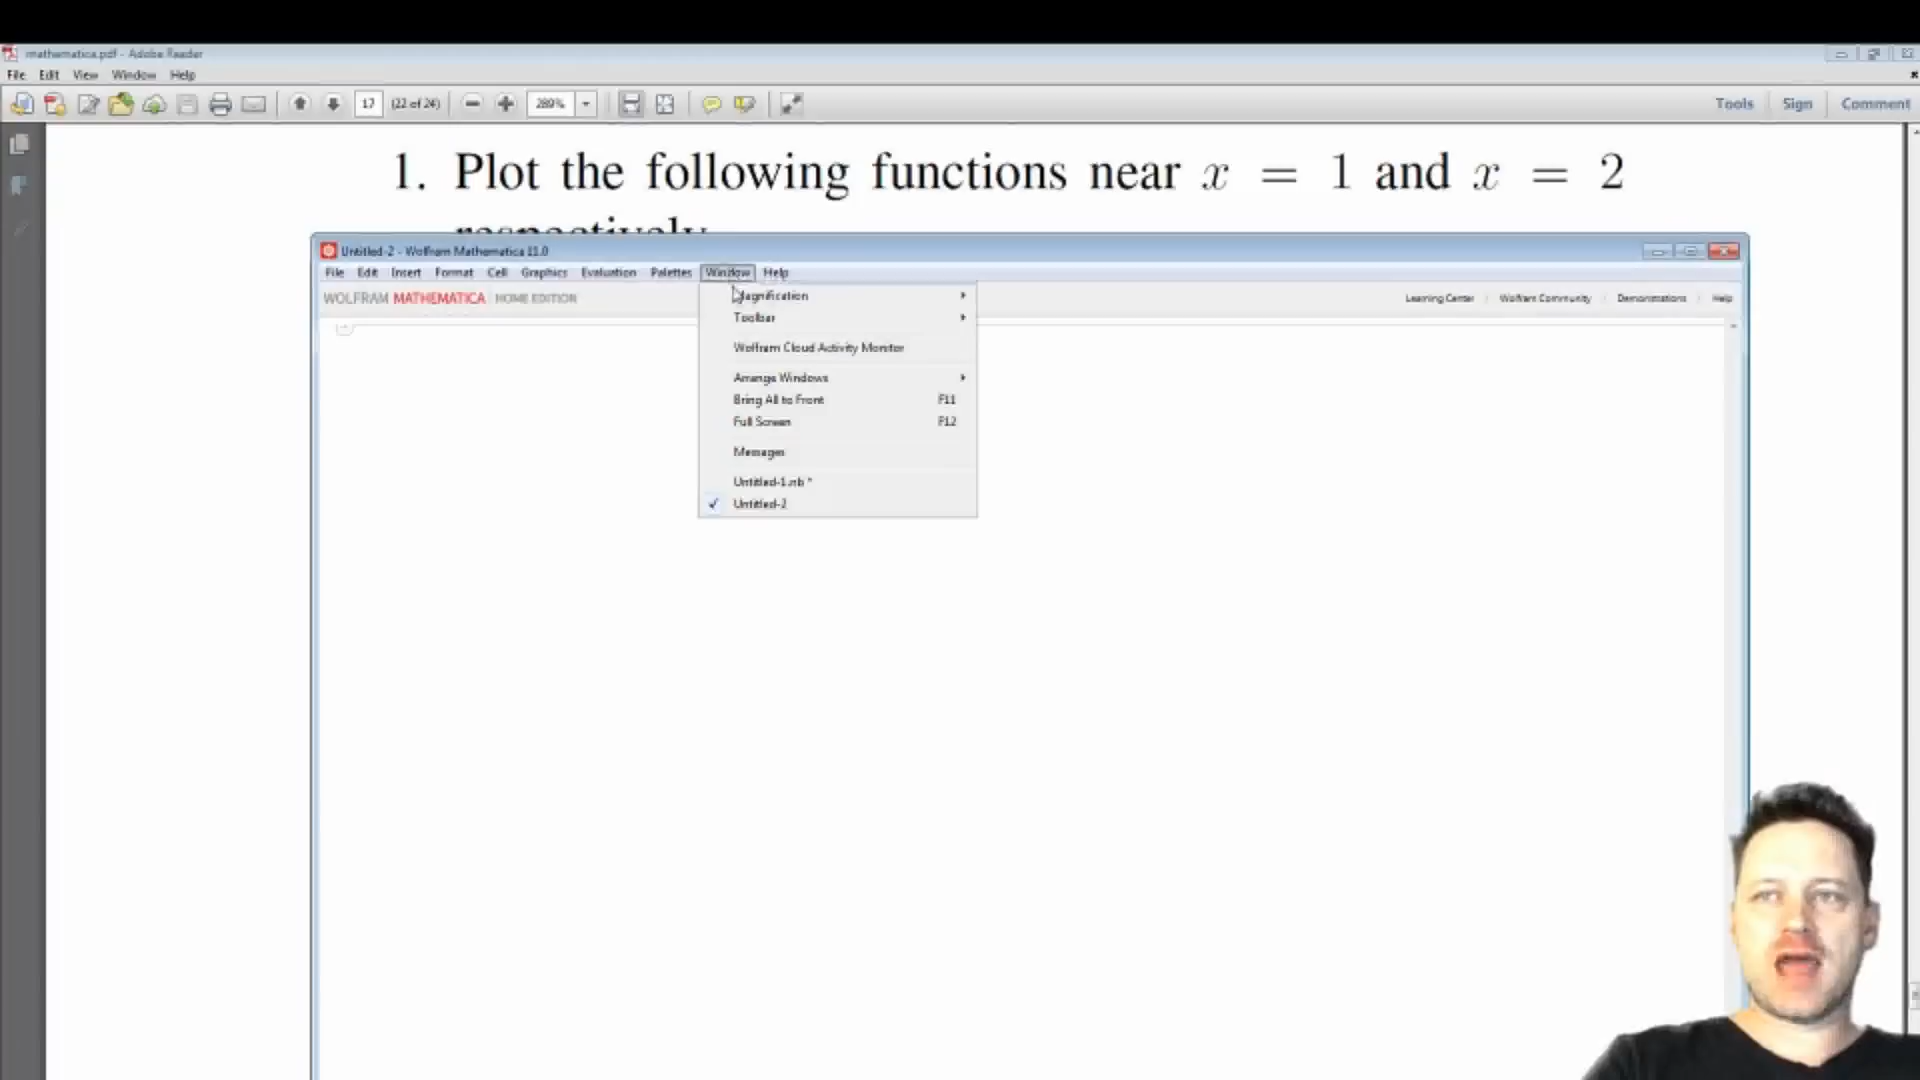 mathematica.pdf - Adobe Reader
File Edit View Window Help
17 (22 of 24) 289% Tools Sign Comment
1. Plot the following functions near x = 1 and x = 2
respectively
Untitled-2 - Wolfram Mathematica 11.0
File Edit Insert Format Cell Graphics Evaluation Palettes Window Help
WOLFRAM MATHEMATICA HOME EDITION Learning Center Wolfram Community Demonstrations Help
Magnification
Toolbar
Wolfram Cloud Activity Monitor
Arrange Windows
Bring All to Front F11
Full Screen F12
Messages
Untitled-1.nb *
Untitled-2